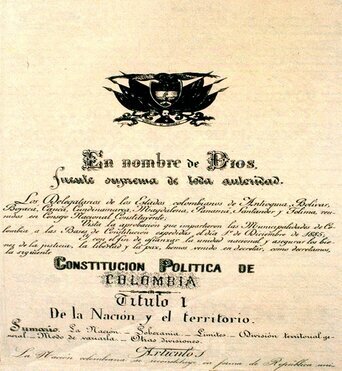 En nombre de Dios,
fuente suprema de toda autoridad.
Los Delegatarios de los Estados colombianos de Antioquia, Bolívar,
Boyacá, Cauca, Cundinamarca, Magdalena, Panamá, Santander y Tolima, reu-
nidos en Consejo Nacional Constituyente;
Vista la aprobación que impartieron las Municipalidades de Co-
lombia a las Bases de Constitución expedidas el día 1º de Diciembre de 1885;
Y con el fin de afianzar la unidad nacional y asegurar los bie-
nes de la justicia, la libertad y la paz, hemos venido en decretar, como decretamos,
la siguiente
CONSTITUCIÓN POLÍTICA DE
COLOMBIA
Título I
De la Nación y el territorio.
Sumario. La Nación – Soberanía – Límites – División territorial ge-
neral – Modo de variarla – Otras divisiones.
Artículo 1
La Nación colombiana se reconstituye en forma de República uni-